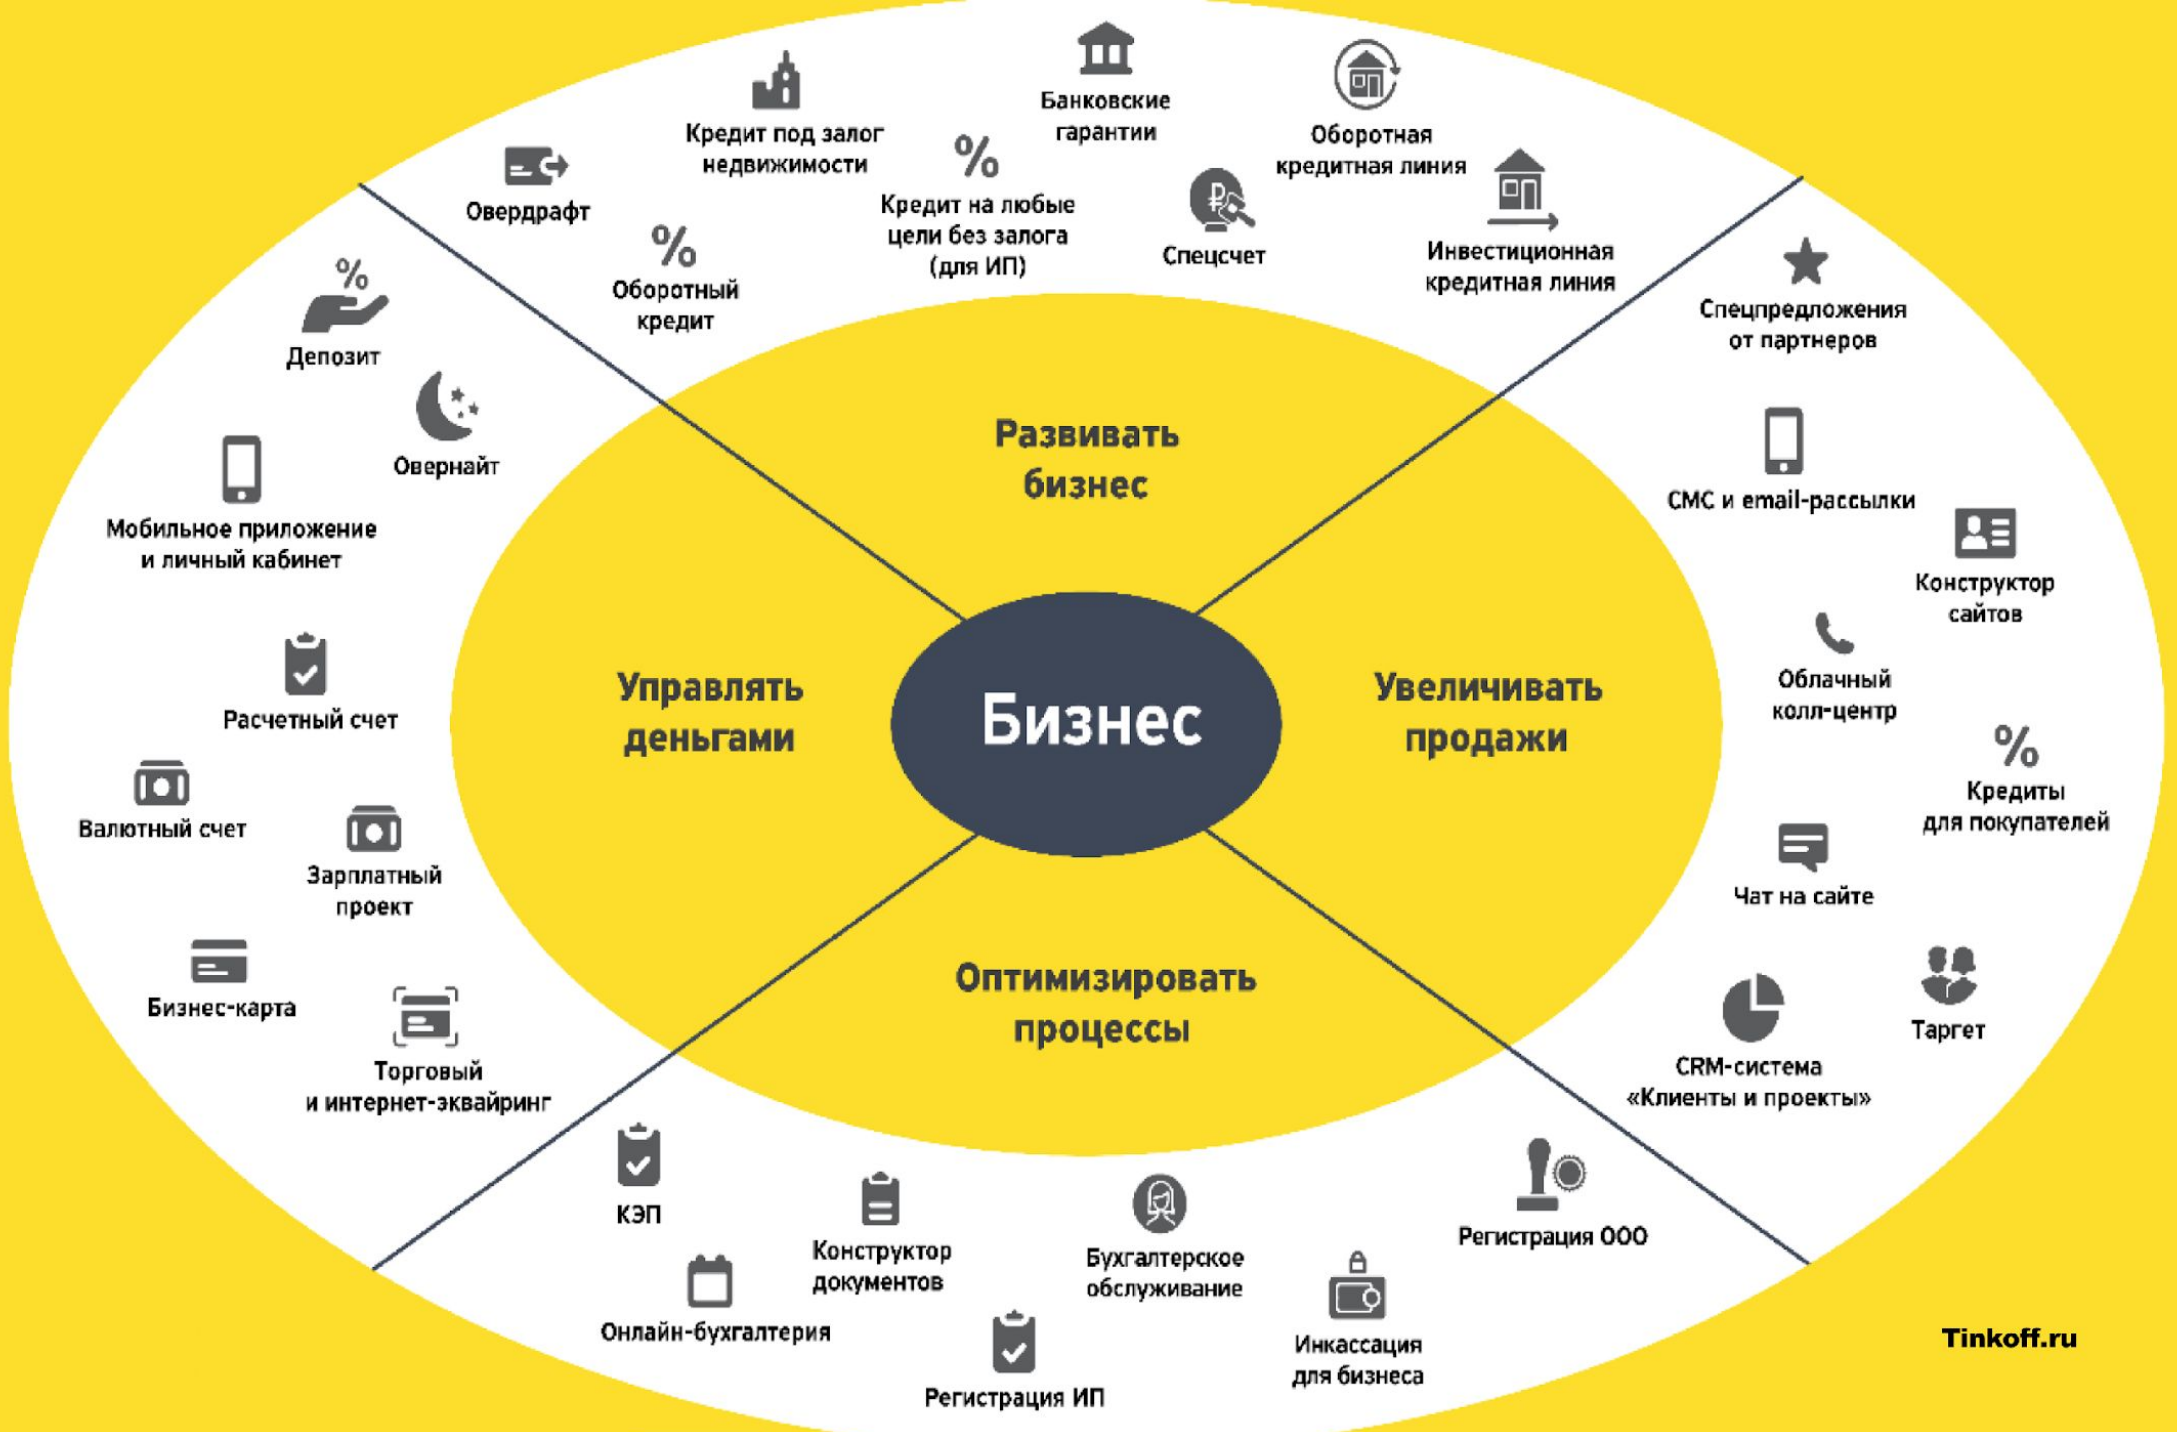 Банковские
гарантии
Кредит под залог
недвижимости
Оборотная
кредитная линия
Овердрафт
%
Кредит на любые
цели без залога
(для ИП)
Спецсчет
Инвестиционная
кредитная линия
%
Оборотный
кредит
Спецпредложения
от партнеров
%
Депозит
Овернайт
Мобильное приложение
и личный кабинет
Расчетный счет
Валютный счет
Зарплатный
проект
Бизнес-карта
Торговый
и интернет-эквайринг
Развивать
бизнес
Управлять
деньгами
Бизнес
Увеличивать
продажи
Оптимизировать
процессы
СМС и email-рассылки
Конструктор
сайтов
Облачный
колл-центр
%
Кредиты
для покупателей
Чат на сайте
Таргет
CRM-система
«Клиенты и проекты»
КЭП
Онлайн-бухгалтерия
Конструктор
документов
Регистрация ИП
Бухгалтерское
обслуживание
Инкассация
для бизнеса
Регистрация ООО
Tinkoff.ru